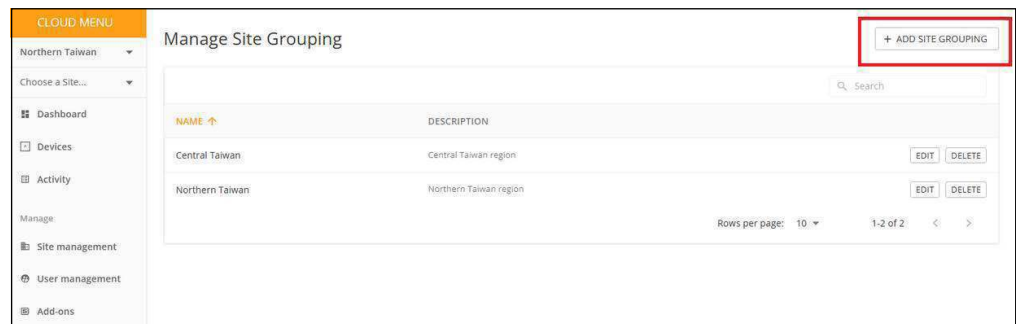 CLOUD MENU
Northern Taiwan
Choose a Site...
Dashboard
Devices
Activity
Manage
Site management
User management
Add-ons
Manage Site Grouping
+ ADD SITE GROUPING
Search
NAME ↑ DESCRIPTION
Central Taiwan Central Taiwan region EDIT DELETE
Northern Taiwan Northern Taiwan region EDIT DELETE
Rows per page: 10 1-2 of 2 < >